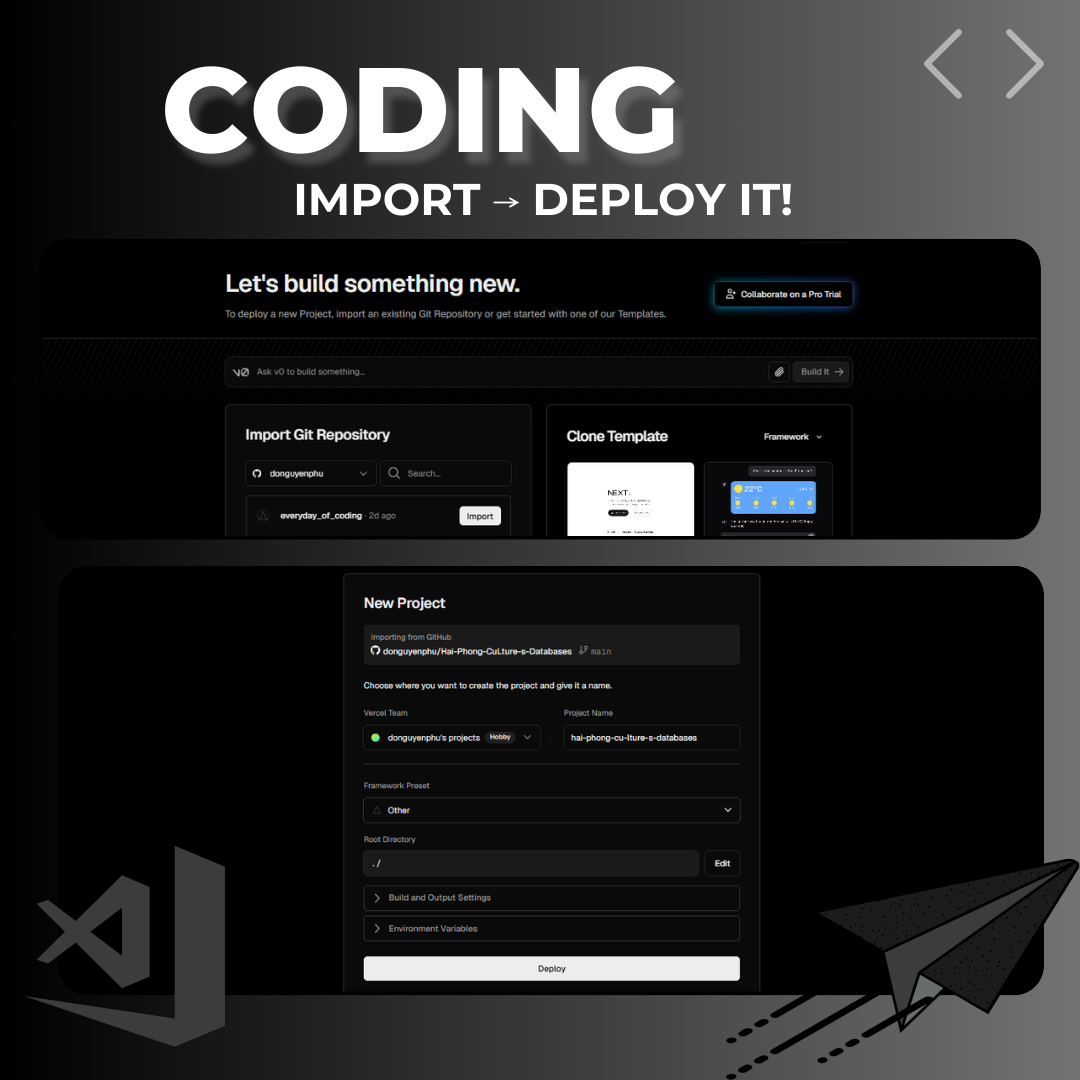 CODING
IMPORT → DEPLOY IT!
Let's build something new.
To deploy a new Project, import an existing Git Repository or get started with one of our Templates.
Collaborate on a Pro Trial
v0 Ask v0 to build something...
Build It →
Import Git Repository
donguyenphu
Search...
everyday_of_coding · 2d ago
Import
Clone Template
Framework
NEXT
22°C
New Project
Importing from GitHub
donguyenphu/Hai-Phong-CuLture-s-Databases main
Choose where you want to create the project and give it a name.
Vercel Team
Project Name
donguyenphu's projects Hobby
/
hai-phong-cu-lture-s-databases
Framework Preset
Other
Root Directory
./
Edit
Build and Output Settings
Environment Variables
Deploy